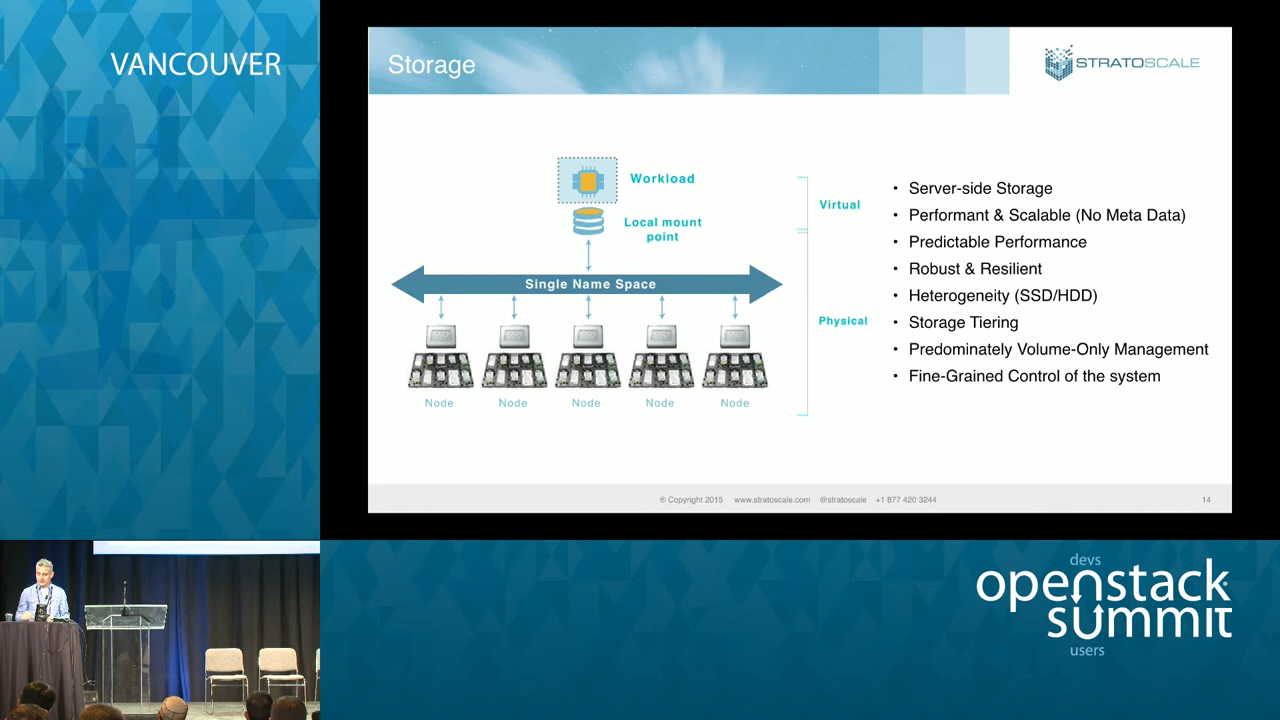 VANCOUVER
Storage
STRATOSCALE
Workload
Local mount
point
Single Name Space
Node
Node
Node
Node
Node
Virtual
Physical
• Server-side Storage
• Performant & Scalable (No Meta Data)
• Predictable Performance
• Robust & Resilient
• Heterogeneity (SSD/HDD)
• Storage Tiering
• Predominately Volume-Only Management
• Fine-Grained Control of the system
® Copyright 2015 www.stratoscale.com @stratoscale +1 877 420 3244
14
devs
openstack
summit
users